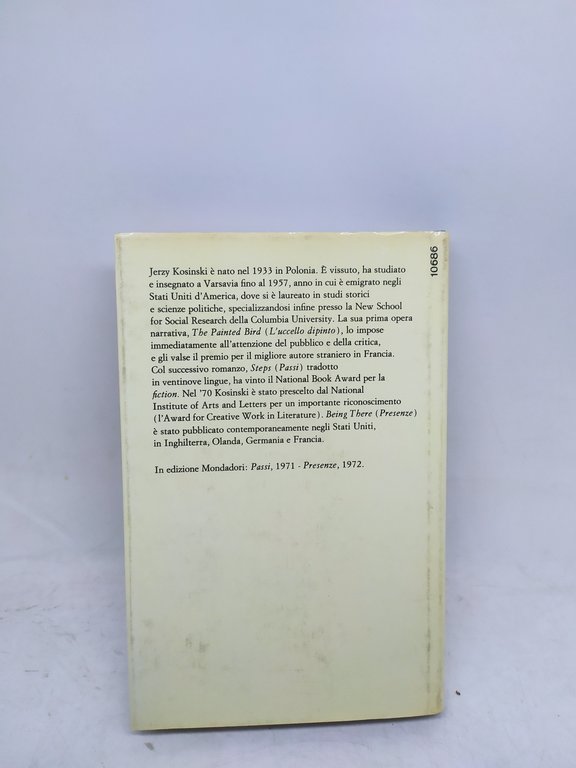 Jerzy Kosinski è nato nel 1933 in Polonia. È vissuto, ha studiato
e insegnato a Varsavia fino al 1957, anno in cui è emigrato negli
Stati Uniti d'America, dove si è laureato in studi storici
e scienze politiche, specializzandosi infine presso la New School
for Social Research della Columbia University. La sua prima opera
narrativa, The Painted Bird (L'uccello dipinto), lo impose
immediatamente all'attenzione del pubblico e della critica,
e gli valse il premio per il migliore autore straniero in Francia.
Col successivo romanzo, Steps (Passi) tradotto
in ventinove lingue, ha vinto il National Book Award per la
fiction. Nel '70 Kosinski è stato prescelto dal National
Institute of Arts and Letters per un importante riconoscimento
(l'Award for Creative Work in Literature). Being There (Presenze)
è stato pubblicato contemporaneamente negli Stati Uniti,
in Inghilterra, Olanda, Germania e Francia.
In edizione Mondadori: Passi, 1971 - Presenze, 1972.
10686